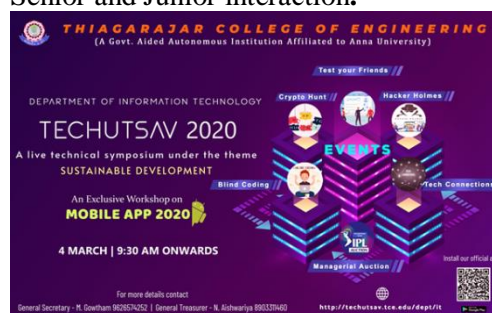 Senior and Junior interaction.
THIAGARAJAR COLLEGE OF ENGINEERING
(A Govt. Aided Autonomous Institution Affiliated to Anna University)
Test your Friends
Crypto Hunt
Hacker Holmes
DEPARTMENT OF INFORMATION TECHNOLOGY
TECHUTSAV 2020
EVENTS
A live technical symposium under the theme
SUSTAINABLE DEVELOPMENT
Blind Coding
Tech Connections
An Exclusive Workshop on
MOBILE APP 2020
IPL
4 MARCH | 9:30 AM ONWARDS
Managerial Auction
Install our official
For more details contact
General Secretary - M. Gowtham 9626574252 | General Treasurer - N. Aishwariya 8903311460
http://techutsav.tce.edu/dept/it